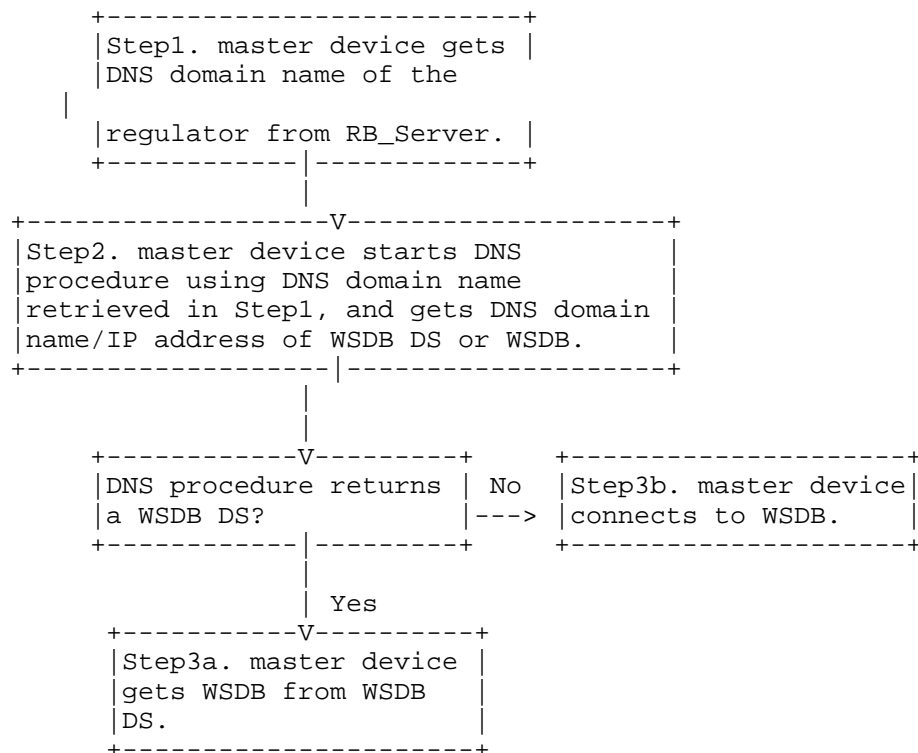 Step1. master device gets
DNS domain name of the
regulator from RB_Server.
Step2. master device starts DNS
procedure using DNS domain name
retrieved in Step1, and gets DNS domain
name/IP address of WSDB DS or WSDB.
DNS procedure returns
a WSDB DS?
No
Step3b. master device
connects to WSDB.
Yes
Step3a. master device
gets WSDB from WSDB
DS.